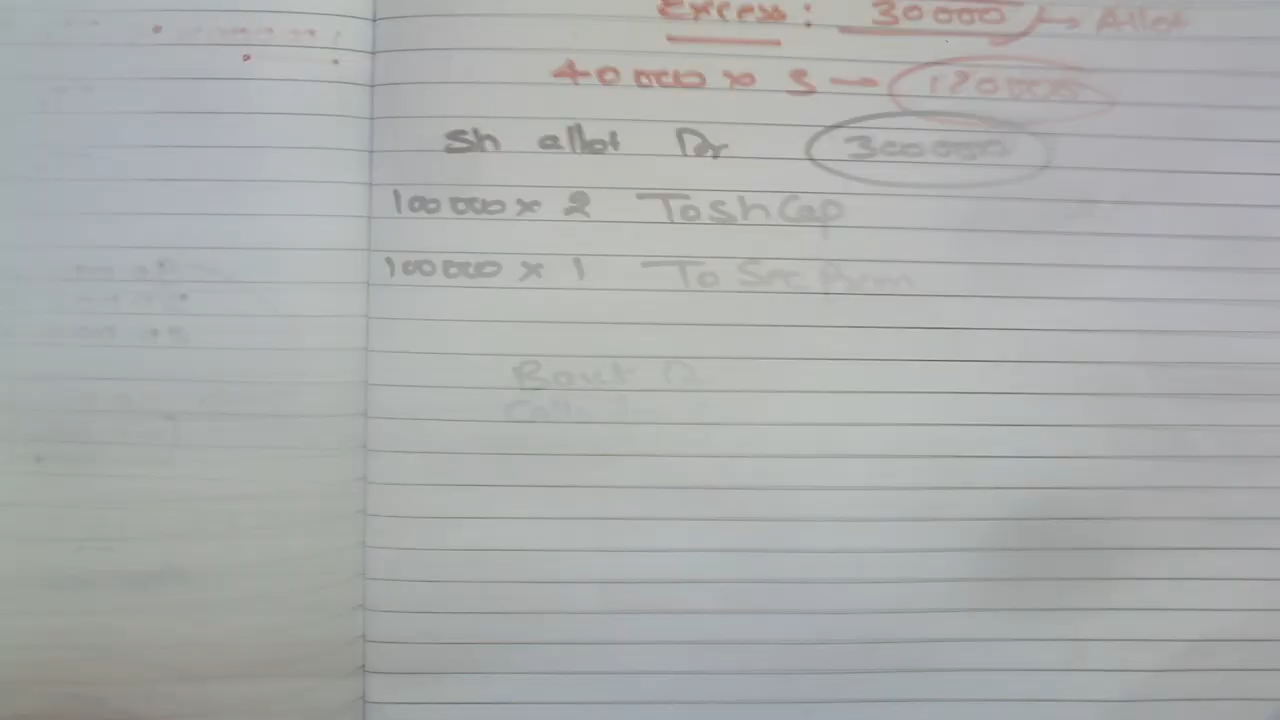 Excess: 30000 → Allot
40000 × 3 — 120000
Sh allot Dr 300000
100000 × 2 To Sh Cap
100000 × 1 To Sec Prem